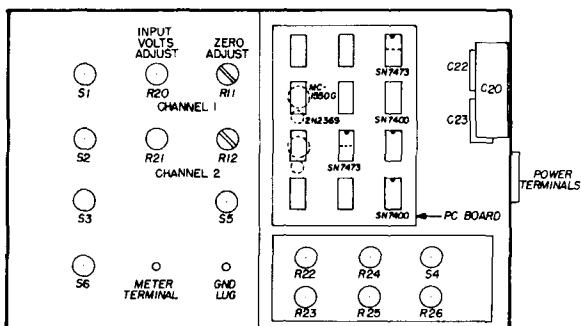 INPUT VOLTS ADJUST
ZERO ADJUST
S1
R20
R11
CHANNEL 1
S2
R21
R12
CHANNEL 2
S3
S5
S6
METER TERMINAL
GND LUG
SN7473
MC-1550G
2N2369
SN7400
SN7473
SN7400
PC BOARD
C22
C20
C23
POWER TERMINALS
R22
R24
S4
R23
R25
R26